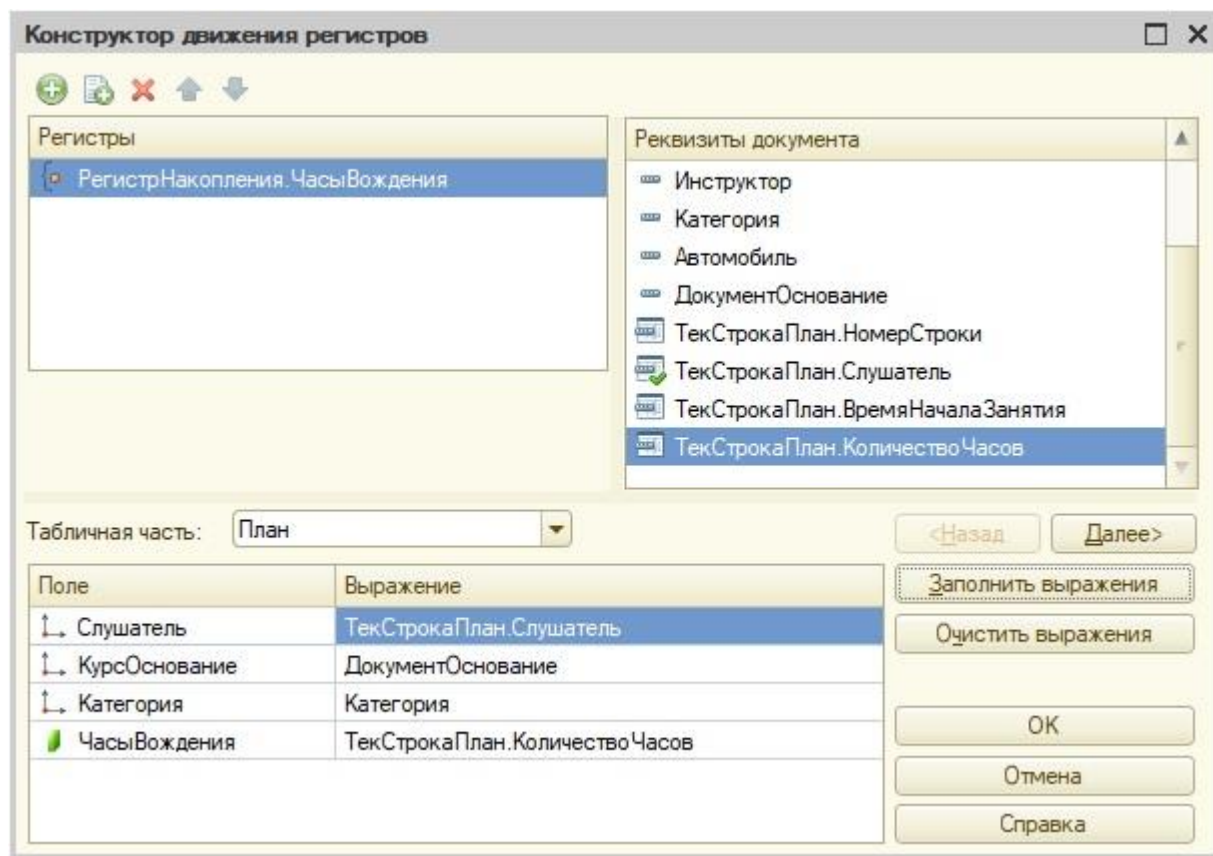 Конструктор движения регистров
Регистры
РегистрНакопления.ЧасыВождения
Реквизиты документа
Инструктор
Категория
Автомобиль
ДокументОснование
ТекСтрокаПлан.НомерСтроки
ТекСтрокаПлан.Слушатель
ТекСтрокаПлан.ВремяНачалаЗанятия
ТекСтрокаПлан.КоличествоЧасов
Табличная часть: План
<Назад Далее>
Поле Выражение
Слушатель ТекСтрокаПлан.Слушатель
КурсОснование ДокументОснование
Категория Категория
ЧасыВождения ТекСтрокаПлан.КоличествоЧасов
Заполнить выражения
Очистить выражения
ОК
Отмена
Справка